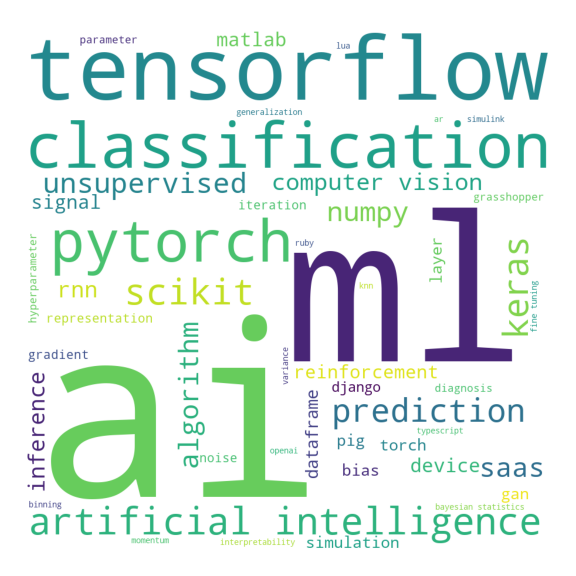 parameter
matlab
lua
tensorflow
generalization
ar
simulink
classification
unsupervised
computer vision
signal
iteration
numpy
grasshopper
hyperparameter
pytorch
ruby
ml
layer
keras
fine tuning
rnn
scikit
knn
representation
gradient
algorithm
variance
reinforcement
inference
ai
django
diagnosis
dataframe
prediction
typescript
pig
torch
noise
openai
bias
device
saas
gan
binning
bayesian statistics
artificial intelligence
momentum
interpretability
simulation